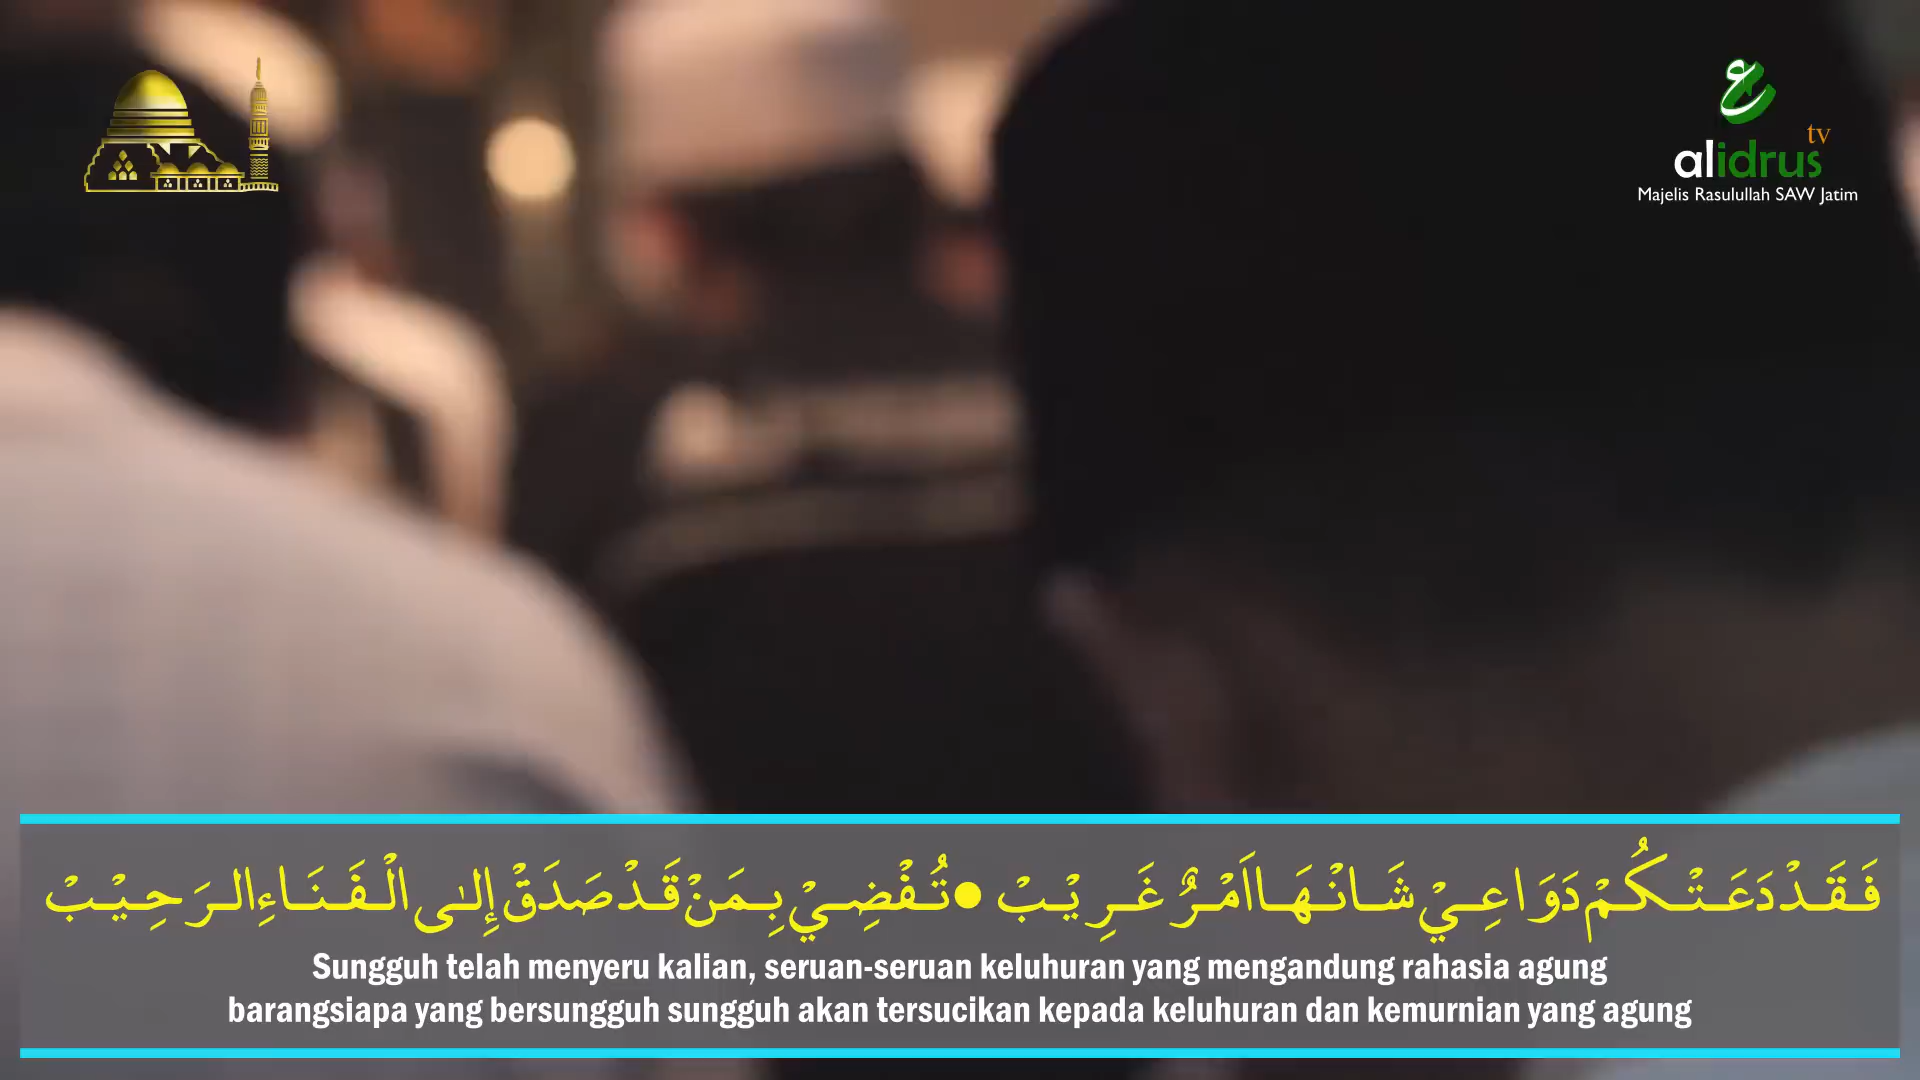 ع
alidrus tv
Majelis Rasulullah SAW Jatim
فَقَدْ دَعَتْكُمْ دَوَاعِيْ شَانْهَا اَمْرٌ غَرِيْبْ ● تُفْضِيْ بِمَنْ قَدْ صَدَقْ إِلٰى الْفَنَاءِ الرَحِيْبْ
Sungguh telah menyeru kalian, seruan-seruan keluhuran yang mengandung rahasia agung
barangsiapa yang bersungguh sungguh akan tersucikan kepada keluhuran dan kemurnian yang agung